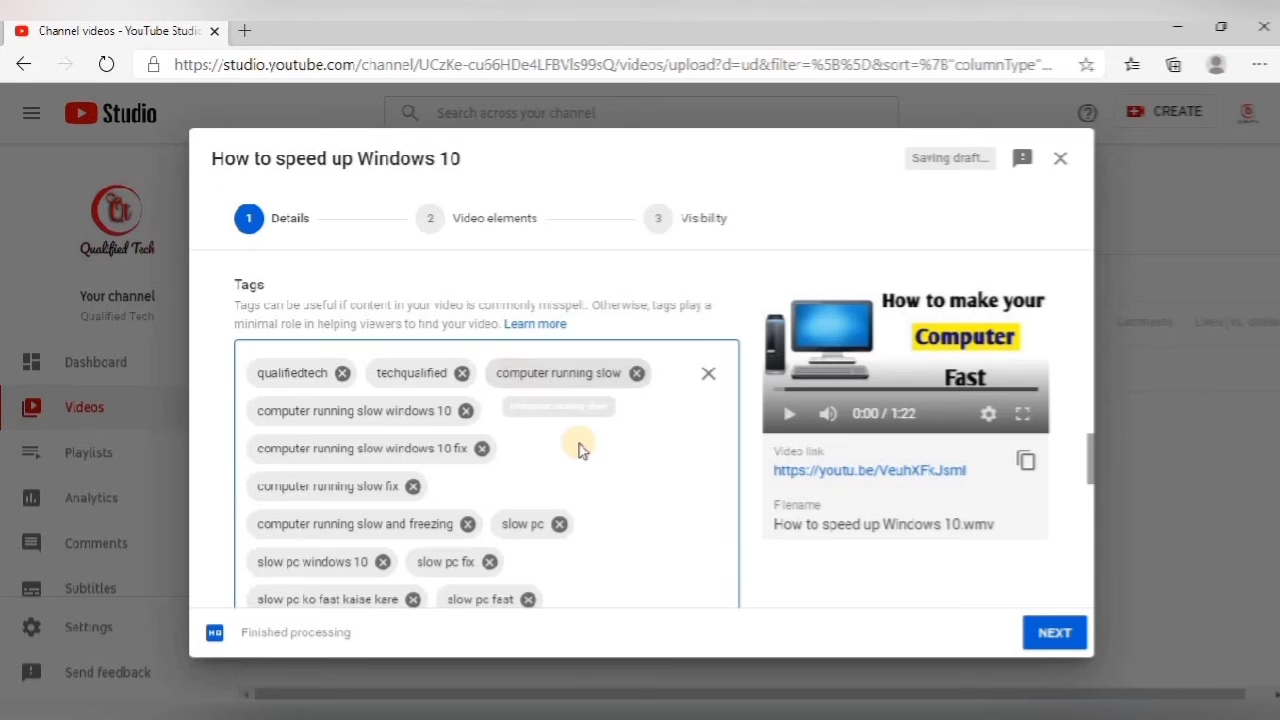 Channel videos - YouTube Studio
https://studio.youtube.com/channel/UCzKe-cu66HDe4LFBVls99sQ/videos/upload?d=ud&filter=%5B%5D&sort=%7B"columnType"...
Studio
Search across your channel
CREATE
How to speed up Windows 10
Saving draft...
1 Details
2 Video elements
3 Visibility
Qualified Tech
Your channel
Qualified Tech
Dashboard
Videos
Playlists
Analytics
Comments
Subtitles
Settings
Send feedback
Tags
Tags can be useful if content in your video is commonly misspell. Otherwise, tags play a
minimal role in helping viewers to find your video. Learn more
qualifiedtech techqualified computer running slow
computer running slow windows 10
computer running slow
computer running slow windows 10 fix
computer running slow fix
computer running slow and freezing slow pc
slow pc windows 10 slow pc fix
slow pc ko fast kaise kare slow pc fast
How to make your
Computer
Fast
0:00 / 1:22
Video link
https://youtu.be/VeuhXFkJsmI
Filename
How to speed up Windows 10.wmv
Comments
HD Finished processing
NEXT